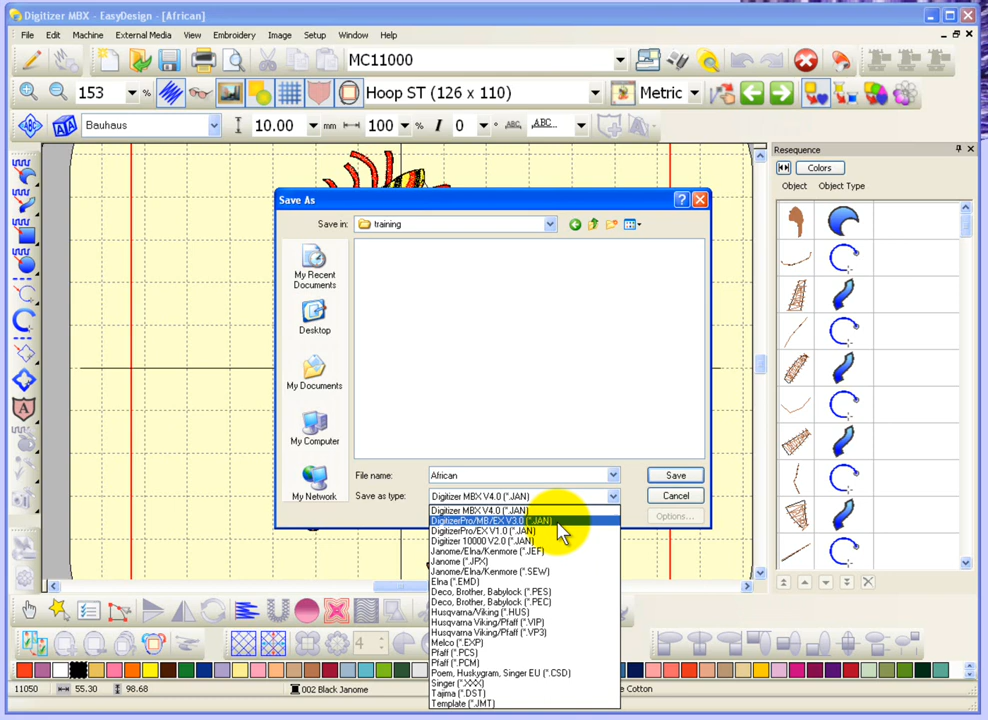 Digitizer MBX - EasyDesign - [African]
File Edit Machine External Media View Embroidery Image Setup Window Help
MC11000
153 % Hoop ST (126 x 110) Metric
Bauhaus 10.00 mm 100 % I 0 ° ABC ABC
Resequence
Colors
Object Object Type
Save As
Save in: training
My Recent Documents
Desktop
My Documents
My Computer
My Network
File name: African Save
Save as type: Digitizer MBX V4.0 (*.JAN) Cancel
Options...
Digitizer MBX V4.0 (*.JAN)
DigitizerPro/MB/EX V3.0 (*.JAN)
DigitizerPro/EX V1.0 (*.JAN)
Digitizer 10000 V2.0 (*.JAN)
Janome/Elna/Kenmore (*.JEF)
Janome (*.JPX)
Janome/Elna/Kenmore (*.SEW)
Elna (*.EMD)
Deco, Brother, Babylock (*.PES)
Deco, Brother, Babylock (*.PEC)
Husqvarna/Viking (*.HUS)
Husqvarna Viking/Pfaff (*.VIP)
Husqvarna Viking/Pfaff (*.VP3)
Melco (*.EXP)
Pfaff (*.PCS)
Pfaff (*.PCM)
Poem, Huskygram, Singer EU (*.CSD)
Singer (*.XXX)
Tajima (*.DST)
Template (*.JMT)
4
11050 55.30 98.68 002 Black Janome Cotton